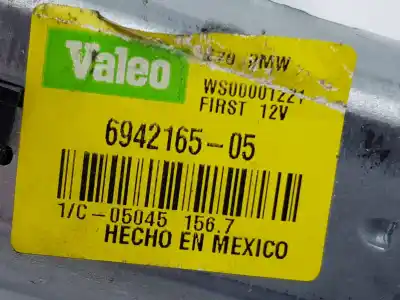 Valeo
BMW
WS00001221
FIRST 12V
6942165-05
1/C-05045 156.7
HECHO EN MEXICO